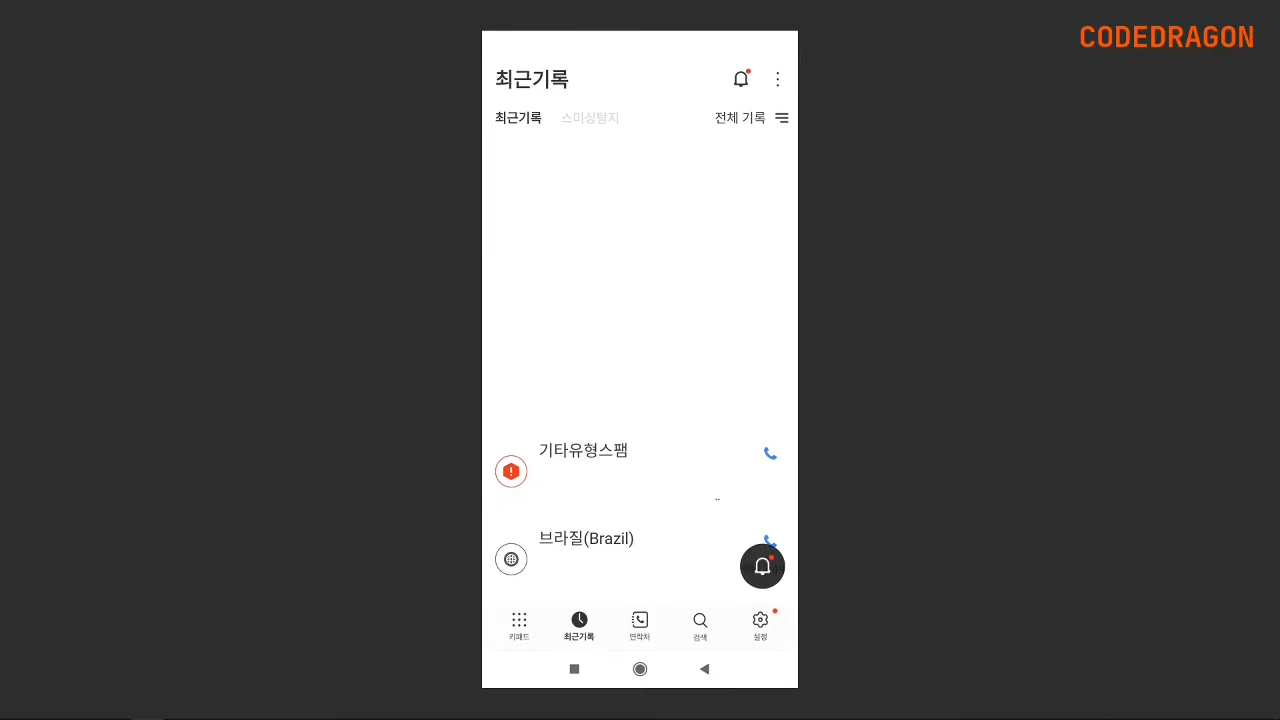 CODEDRAGON
최근기록
최근기록 스미싱탐지 전체 기록
기타유형스팸
브라질(Brazil)
키패드 최근기록 연락처 검색 설정